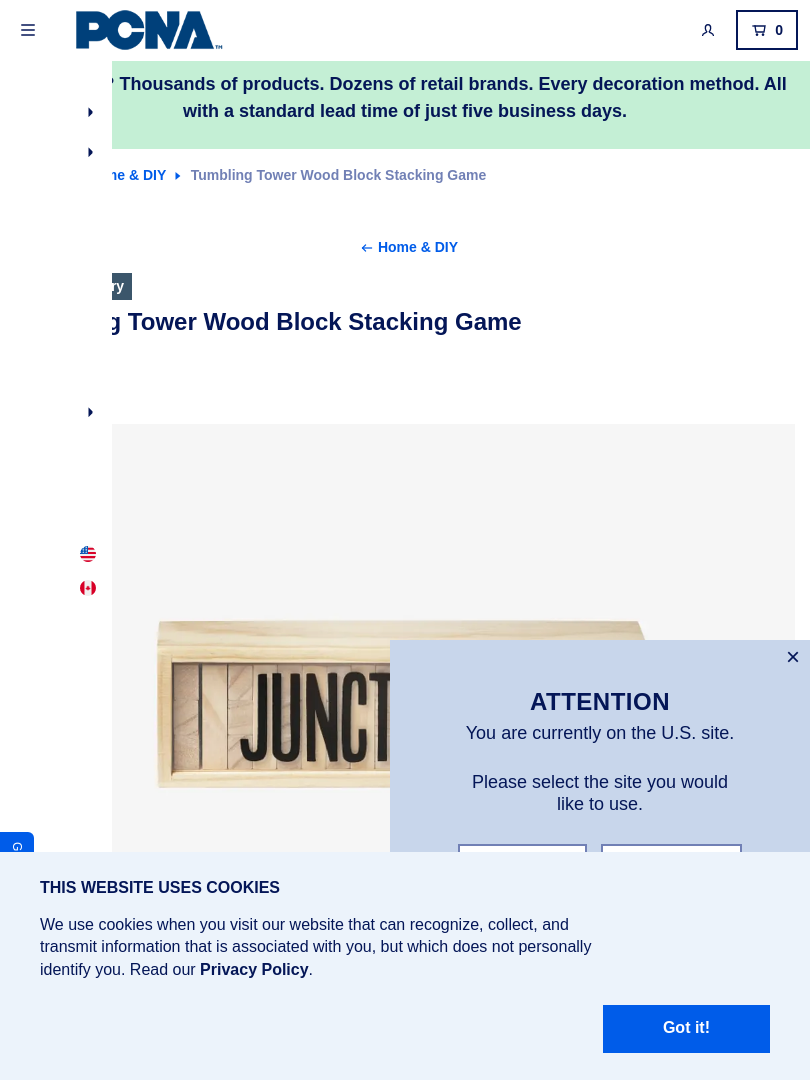 PCNA
TM
0
? Thousands of products. Dozens of retail brands. Every decoration method. All
with a standard lead time of just five business days.
me & DIY Tumbling Tower Wood Block Stacking Game
Home & DIY
ry
g Tower Wood Block Stacking Game
JUNCT
ATTENTION
You are currently on the U.S. site.
Please select the site you would
like to use.
G
THIS WEBSITE USES COOKIES
We use cookies when you visit our website that can recognize, collect, and
transmit information that is associated with you, but which does not personally
identify you. Read our Privacy Policy.
Got it!